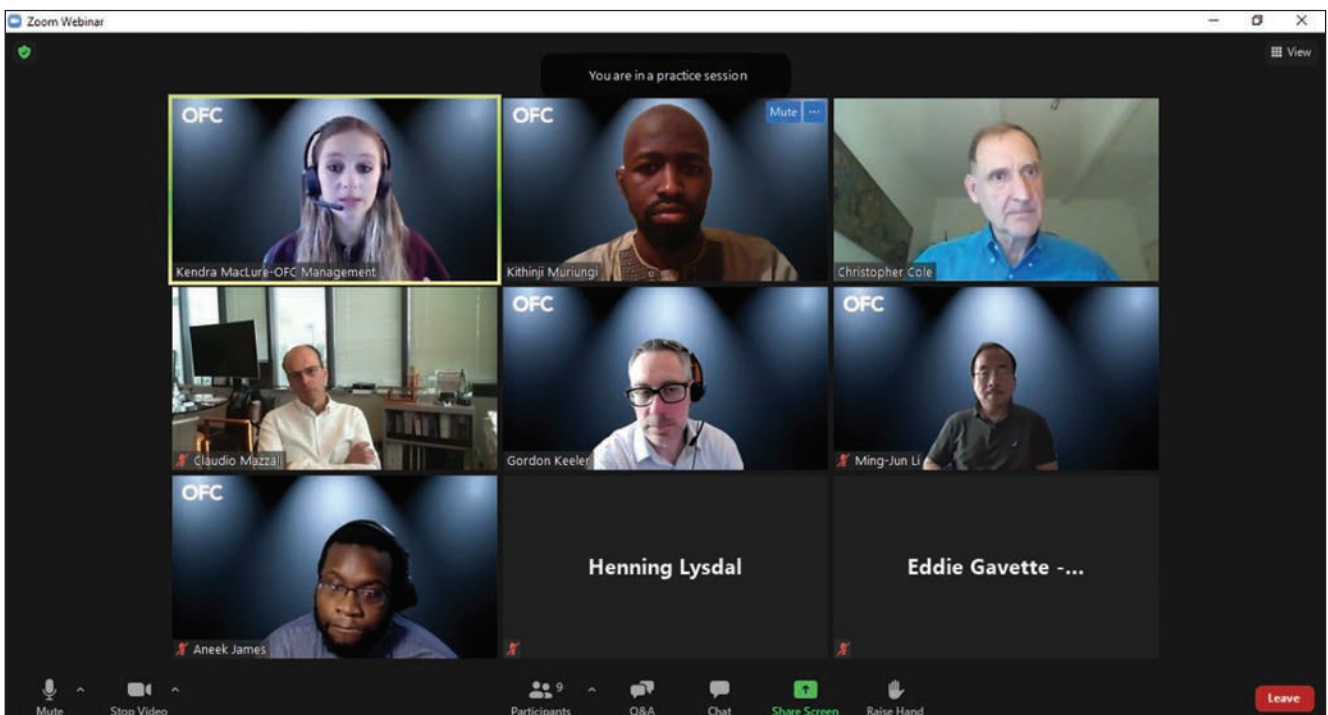 Zoom Webinar
View
You are in a practice session
OFC
Kendra MacLure-OFC Management
OFC
Mute ...
Kithinji Muriungi
Christopher Cole
Claudio Mazzali
OFC
Gordon Keeler
OFC
Ming-Jun Li
OFC
Aneek James
Henning Lysdal
Eddie Gavette -...
Mute
Stop Video
Participants 9
Q&A
Chat
Share Screen
Raise Hand
Leave